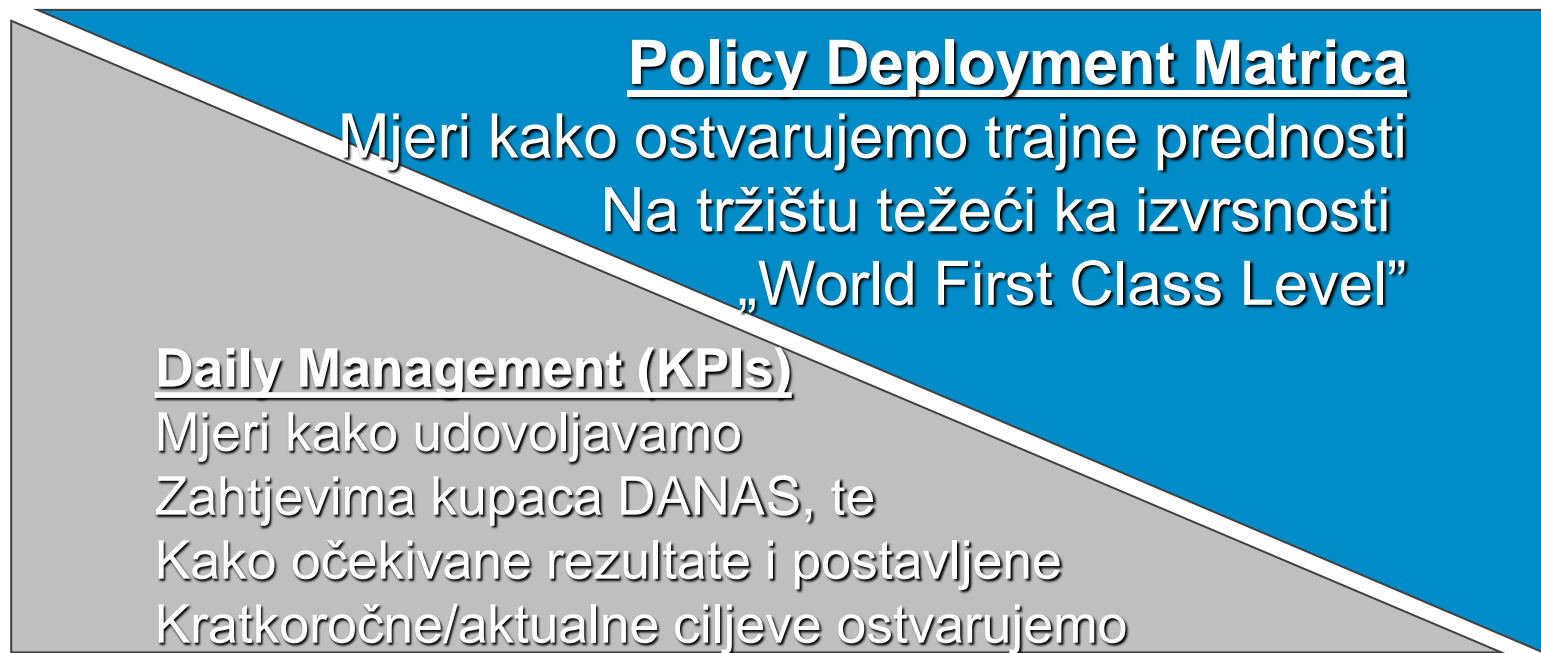 Policy Deployment Matrica
Mjeri kako ostvarujemo trajne prednosti
Na tržištu težeći ka izvrsnosti
„World First Class Level”
Daily Management (KPIs)
Mjeri kako udovoljavamo
Zahtjevima kupaca DANAS, te
Kako očekivane rezultate i postavljene
Kratkoročne/aktualne ciljeve ostvarujemo